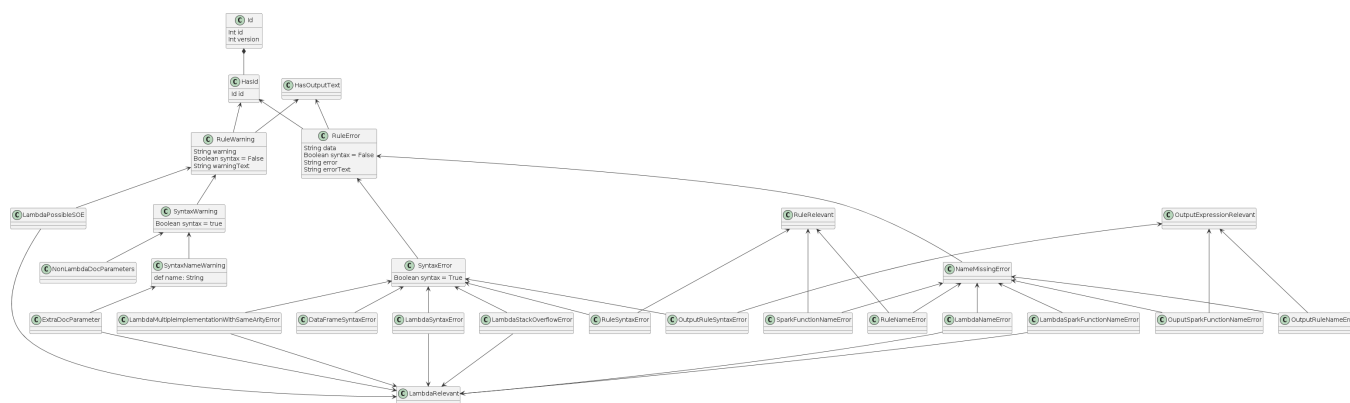 C Id
Int id
Int version
C HasId
Id id
C HasOutputText
C RuleWarning
String warning
Boolean syntax = False
String warningText
C RuleError
String data
Boolean syntax = False
String error
String errorText
C LambdaPossibleSOE
C SyntaxWarning
Boolean syntax = true
C RuleRelevant
C OutputExpressionRelevant
C NonLambdaDocParameters
C SyntaxNameWarning
def name: String
C SyntaxError
Boolean syntax = True
C NameMissingError
C ExtraDocParameter
C LambdaMultipleImplementationWithSameArityError
C DataFrameSyntaxError
C LambdaSyntaxError
C LambdaStackOverflowError
C RuleSyntaxError
C OutputRuleSyntaxError
C SparkFunctionNameError
C RuleNameError
C LambdaNameError
C LambdaSparkFunctionNameError
C OuputSparkFunctionNameError
C OutputRuleNameErr
C LambdaRelevant